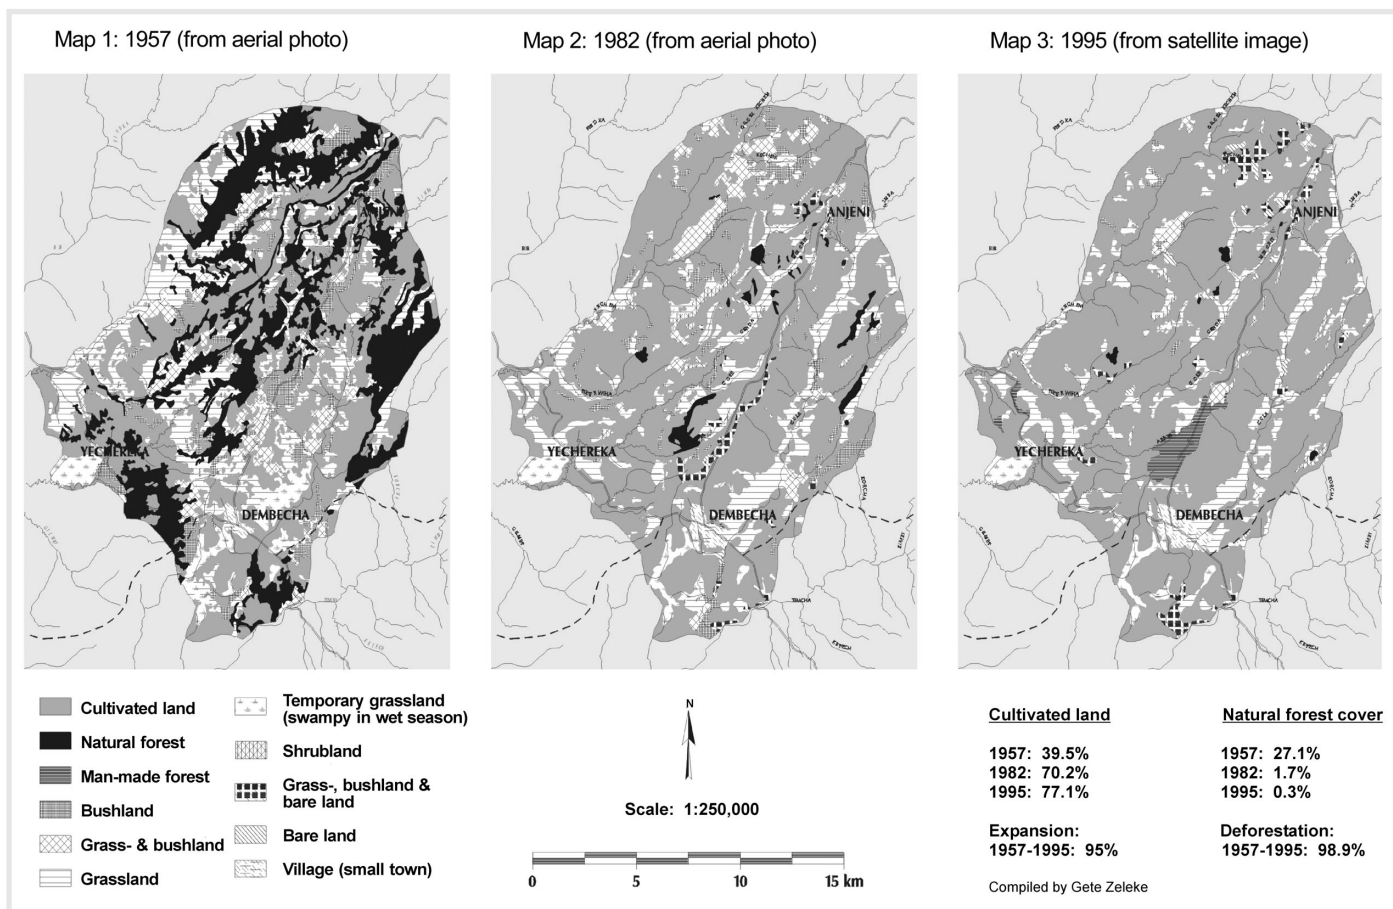 Map 1: 1957 (from aerial photo)
Map 2: 1982 (from aerial photo)
Map 3: 1995 (from satellite image)
ANJENI
YECHEREKA
DEMBECHA
ANJENI
YECHEREKA
DEMBECHA
TEMCHA
ANJENI
YECHEREKA
DEMBECHA
TEMCHA
Cultivated land
Natural forest
Man-made forest
Bushland
Grass- & bushland
Grassland
Temporary grassland
(swampy in wet season)
Shrubland
Grass-, bushland &
bare land
Bare land
Village (small town)
N
Scale: 1:250,000
0 5 10 15 km
Cultivated land
1957: 39.5%
1982: 70.2%
1995: 77.1%
Expansion:
1957-1995: 95%
Natural forest cover
1957: 27.1%
1982: 1.7%
1995: 0.3%
Deforestation:
1957-1995: 98.9%
Compiled by Gete Zeleke